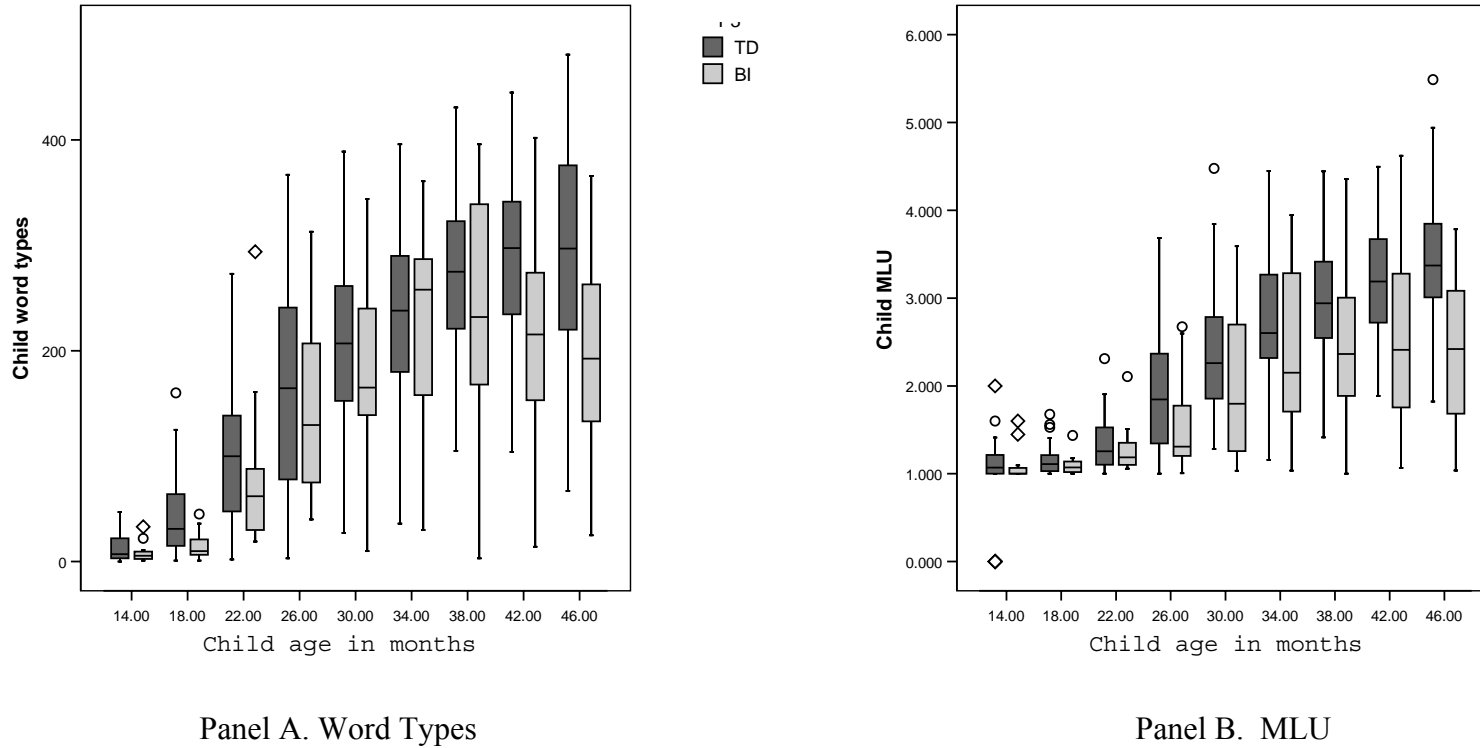 TD
BI
Child word types
400
200
0
14.00 18.00 22.00 26.00 30.00 34.00 38.00 42.00 46.00
Child age in months
Panel A. Word Types
Child MLU
6.000
5.000
4.000
3.000
2.000
1.000
0.000
14.00 18.00 22.00 26.00 30.00 34.00 38.00 42.00 46.00
Child age in months
Panel B. MLU